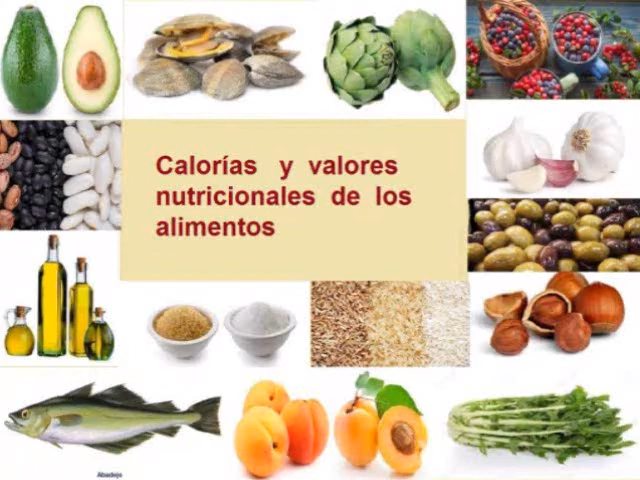 Calorías y valores
nutricionales de los
alimentos
Abadejo